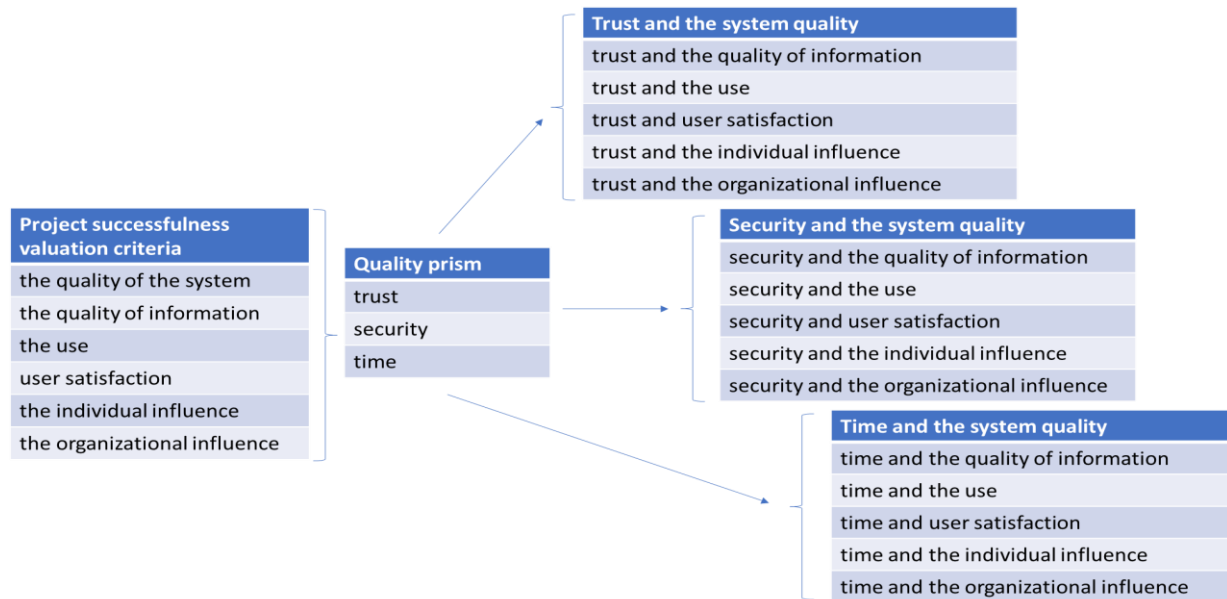 Trust and the system quality
trust and the quality of information
trust and the use
trust and user satisfaction
trust and the individual influence
trust and the organizational influence
Project successfulness
valuation criteria
the quality of the system
the quality of information
the use
user satisfaction
the individual influence
the organizational influence
Quality prism
trust
security
time
Security and the system quality
security and the quality of information
security and the use
security and user satisfaction
security and the individual influence
security and the organizational influence
Time and the system quality
time and the quality of information
time and the use
time and user satisfaction
time and the individual influence
time and the organizational influence